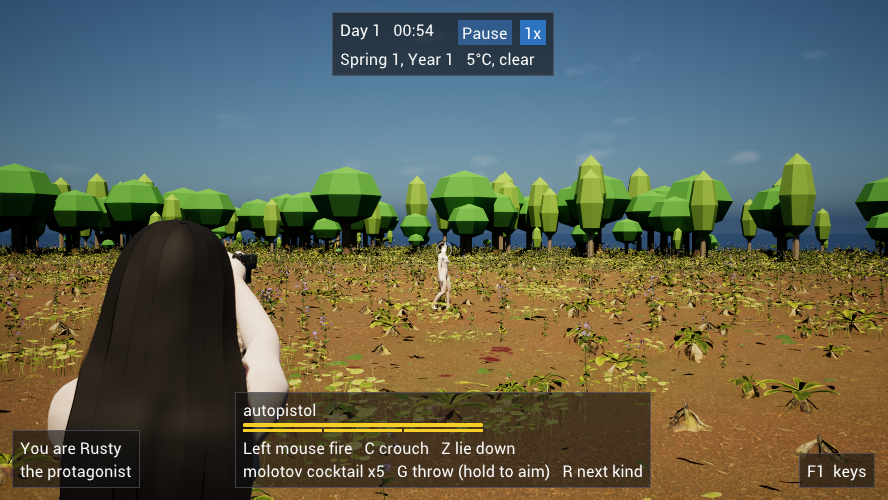 Day 1 00:54 Pause 1x
Spring 1, Year 1 5°C, clear
autopistol
Left mouse fire C crouch Z lie down
molotov cocktail x5 G throw (hold to aim) R next kind
You are Rusty
the protagonist
F1 keys